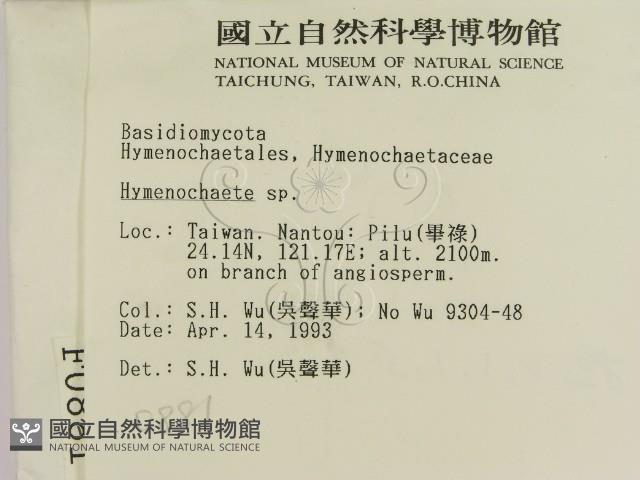 國立自然科學博物館
NATIONAL MUSEUM OF NATURAL SCIENCE
TAICHUNG, TAIWAN, R.O.CHINA
Basidiomycota
Hymenochaetales, Hymenochaetaceae
Hymenochaete sp.
Loc.: Taiwan. Nantou: Pilu(畢祿)
24.14N, 121.17E; alt. 2100m.
on branch of angiosperm.
Col.: S.H. Wu(吳聲華); No Wu 9304-48
Date: Apr. 14, 1993
Det.: S.H. Wu(吳聲華)
國立自然科學博物館
NATIONAL MUSEUM OF NATURAL SCIENCE